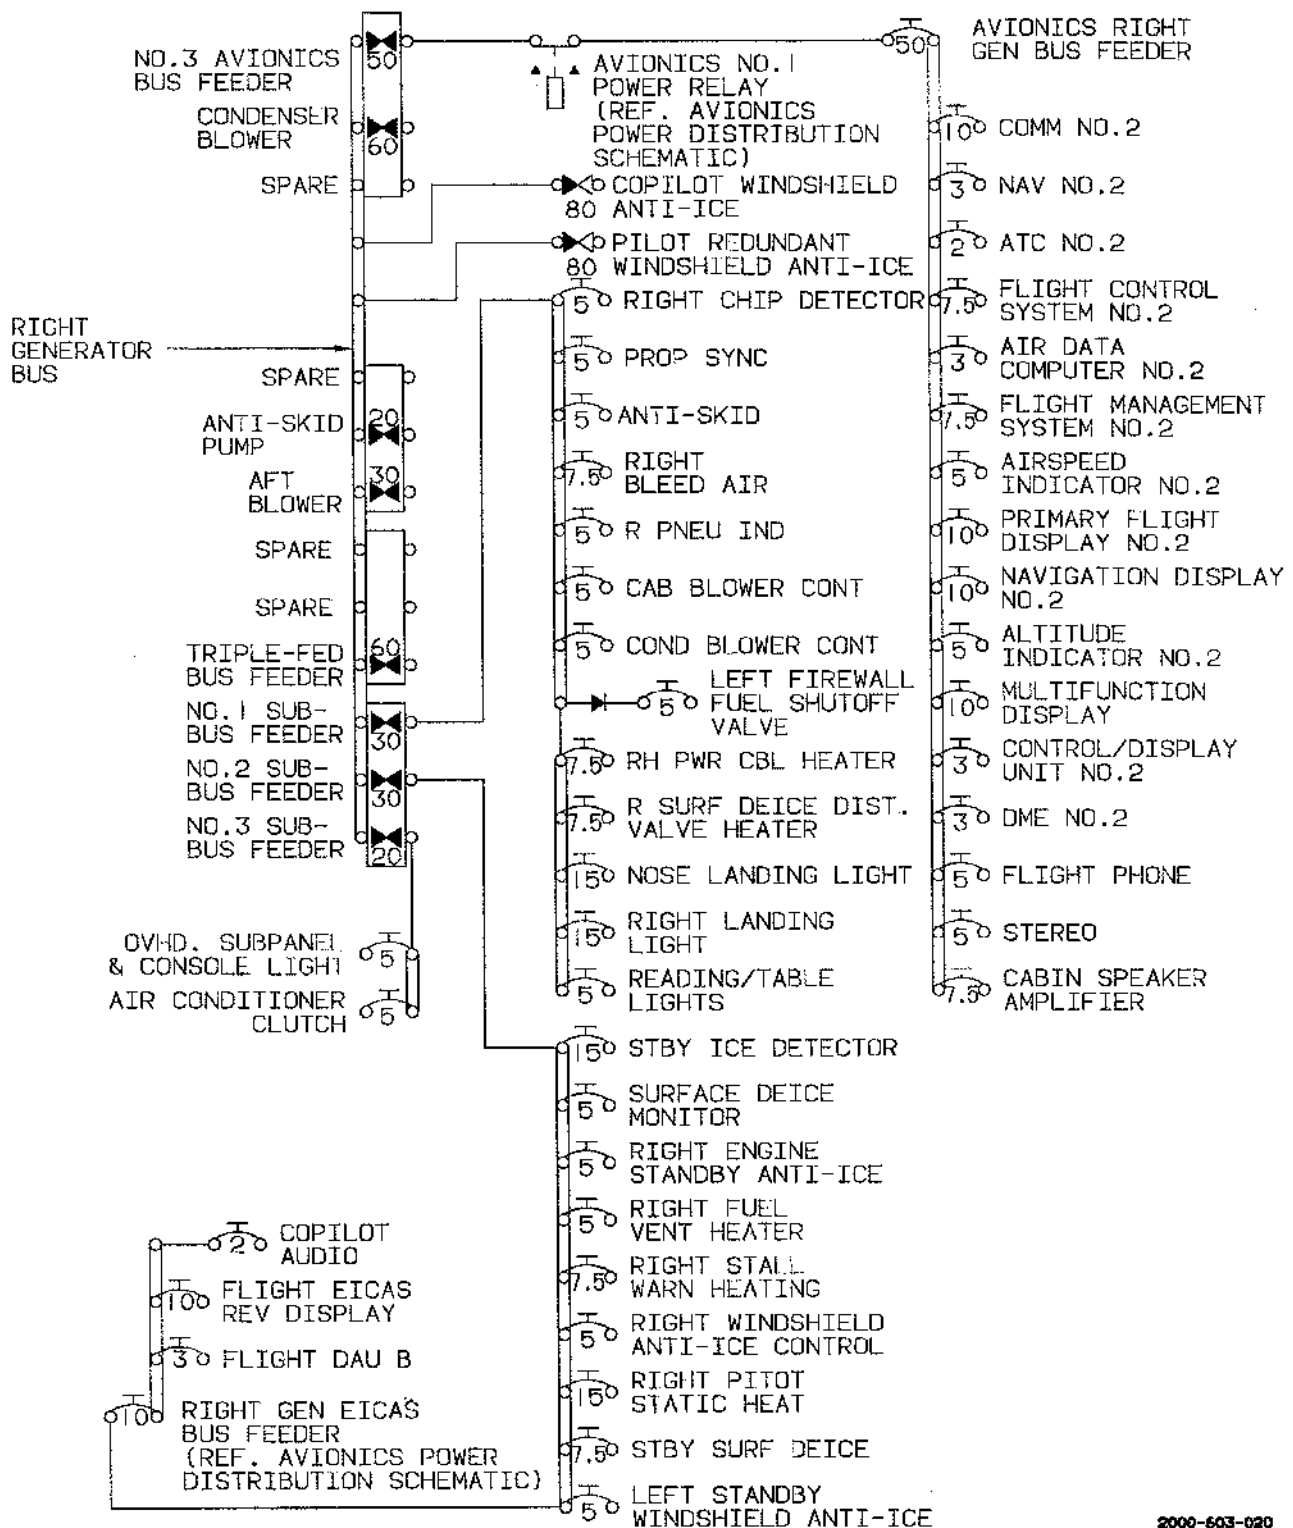 NO.3 AVIONICS
BUS FEEDER
50
CONDENSER
BLOWER
60
SPARE
RIGHT
GENERATOR
BUS
SPARE
ANTI-SKID
PUMP
20
AFT
BLOWER
30
SPARE
SPARE
TRIPLE-FED
BUS FEEDER
60
NO.1 SUB-
BUS FEEDER
30
NO.2 SUB-
BUS FEEDER
30
NO.3 SUB-
BUS FEEDER
20
OVHD. SUBPANEL
& CONSOLE LIGHT
5
AIR CONDITIONER
CLUTCH
5
2 COPILOT
AUDIO
10 FLIGHT EICAS
REV DISPLAY
3 FLIGHT DAU B
10 RIGHT GEN EICAS
BUS FEEDER
(REF. AVIONICS POWER
DISTRIBUTION SCHEMATIC)
AVIONICS NO.1
POWER RELAY
(REF. AVIONICS
POWER DISTRIBUTION
SCHEMATIC)
COPILOT WINDSHIELD
80 ANTI-ICE
PILOT REDUNDANT
80 WINDSHIELD ANTI-ICE
5 RIGHT CHIP DETECTOR
5 PROP SYNC
5 ANTI-SKID
7.5 RIGHT
BLEED AIR
5 R PNEU IND
5 CAB BLOWER CONT
5 COND BLOWER CONT
5 LEFT FIREWALL
FUEL SHUTOFF
VALVE
7.5 RH PWR CBL HEATER
7.5 R SURF DEICE DIST.
VALVE HEATER
15 NOSE LANDING LIGHT
15 RIGHT LANDING
LIGHT
5 READING/TABLE
LIGHTS
15 STBY ICE DETECTOR
5 SURFACE DEICE
MONITOR
5 RIGHT ENGINE
STANDBY ANTI-ICE
5 RIGHT FUEL
VENT HEATER
7.5 RIGHT STALL
WARN HEATING
5 RIGHT WINDSHIELD
ANTI-ICE CONTROL
15 RIGHT PITOT
STATIC HEAT
7.5 STBY SURF DEICE
5 LEFT STANDBY
WINDSHIELD ANTI-ICE
50 AVIONICS RIGHT
GEN BUS FEEDER
10 COMM NO.2
3 NAV NO.2
2 ATC NO.2
7.5 FLIGHT CONTROL
SYSTEM NO.2
3 AIR DATA
COMPUTER NO.2
7.5 FLIGHT MANAGEMENT
SYSTEM NO.2
5 AIRSPEED
INDICATOR NO.2
10 PRIMARY FLIGHT
DISPLAY NO.2
10 NAVIGATION DISPLAY
NO.2
5 ALTITUDE
INDICATOR NO.2
10 MULTIFUNCTION
DISPLAY
3 CONTROL/DISPLAY
UNIT NO.2
3 DME NO.2
5 FLIGHT PHONE
5 STEREO
7.5 CABIN SPEAKER
AMPLIFIER
2000-603-020